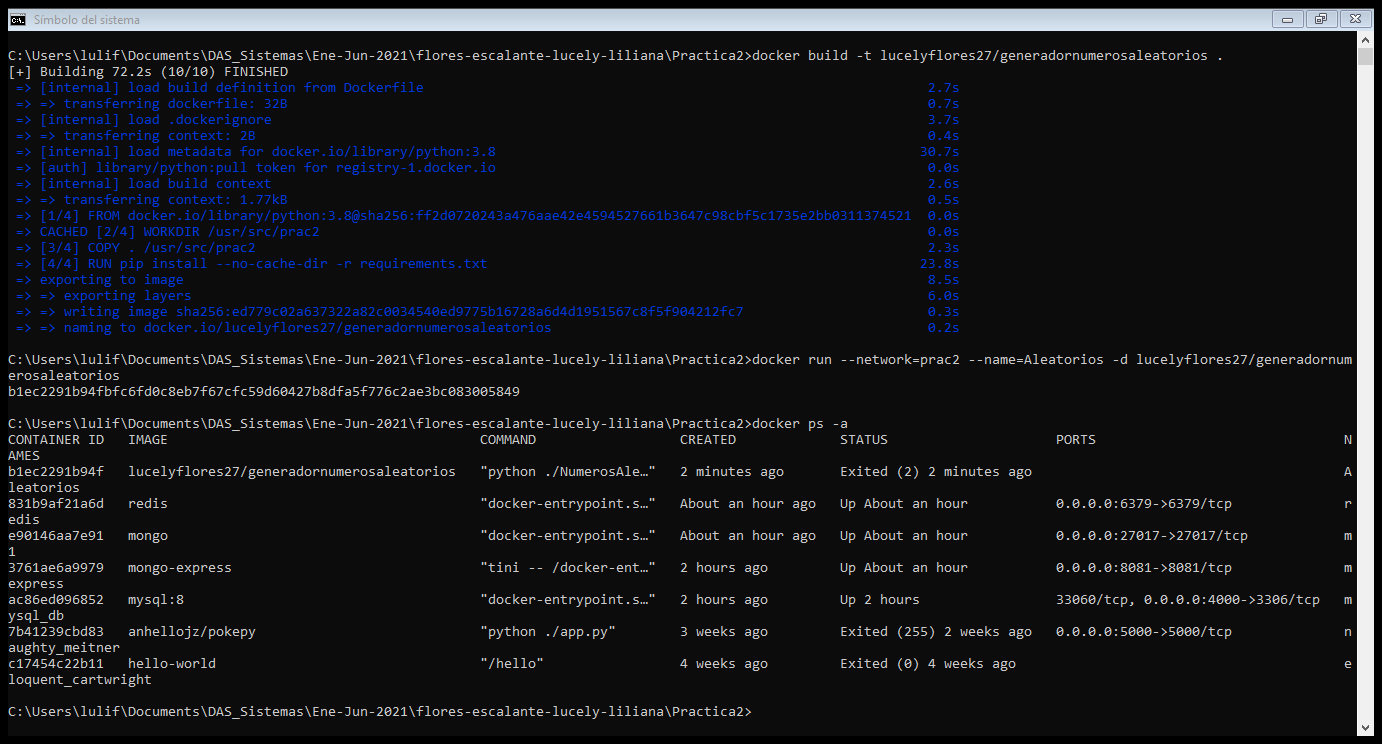 Símbolo del sistema
C:\Users\lulif\Documents\DAS_Sistemas\Ene-Jun-2021\flores-escalante-lucely-liliana\Practica2>docker build -t lucelyflores27/generadornumerosaleatorios .
[+] Building 72.2s (10/10) FINISHED
=> [internal] load build definition from Dockerfile 2.7s
=> => transferring dockerfile: 32B 0.7s
=> [internal] load .dockerignore 3.7s
=> => transferring context: 2B 0.4s
=> [internal] load metadata for docker.io/library/python:3.8 30.7s
=> [auth] library/python:pull token for registry-1.docker.io 0.0s
=> [internal] load build context 2.6s
=> => transferring context: 1.77kB 0.5s
=> [1/4] FROM docker.io/library/python:3.8@sha256:ff2d0720243a476aae42e4594527661b3647c98cbf5c1735e2bb0311374521 0.0s
=> CACHED [2/4] WORKDIR /usr/src/prac2 0.0s
=> [3/4] COPY . /usr/src/prac2 2.3s
=> [4/4] RUN pip install --no-cache-dir -r requirements.txt 23.8s
=> exporting to image 8.5s
=> => exporting layers 6.0s
=> => writing image sha256:ed779c02a637322a82c0034540ed9775b16728a6d4d1951567c8f5f904212fc7 0.3s
=> => naming to docker.io/lucelyflores27/generadornumerosaleatorios 0.2s
C:\Users\lulif\Documents\DAS_Sistemas\Ene-Jun-2021\flores-escalante-lucely-liliana\Practica2>docker run --network=prac2 --name=Aleatorios -d lucelyflores27/generadornum
erosaleatorios
b1ec2291b94fbfc6fd0c8eb7f67cfc59d60427b8dfa5f776c2ae3bc083005849
C:\Users\lulif\Documents\DAS_Sistemas\Ene-Jun-2021\flores-escalante-lucely-liliana\Practica2>docker ps -a
CONTAINER ID IMAGE COMMAND CREATED STATUS PORTS N
AMES
b1ec2291b94f lucelyflores27/generadornumerosaleatorios "python ./NumerosAle…" 2 minutes ago Exited (2) 2 minutes ago A
leatorios
831b9af21a6d redis "docker-entrypoint.s…" About an hour ago Up About an hour 0.0.0.0:6379->6379/tcp r
edis
e90146aa7e91 mongo "docker-entrypoint.s…" About an hour ago Up About an hour 0.0.0.0:27017->27017/tcp m
1
3761ae6a9979 mongo-express "tini -- /docker-ent…" 2 hours ago Up About an hour 0.0.0.0:8081->8081/tcp m
express
ac86ed096852 mysql:8 "docker-entrypoint.s…" 2 hours ago Up 2 hours 33060/tcp, 0.0.0.0:4000->3306/tcp m
ysql_db
7b41239cbd83 anhellojz/pokepy "python ./app.py" 3 weeks ago Exited (255) 2 weeks ago 0.0.0.0:5000->5000/tcp n
aughty_meitner
c17454c22b11 hello-world "/hello" 4 weeks ago Exited (0) 4 weeks ago e
loquent_cartwright
C:\Users\lulif\Documents\DAS_Sistemas\Ene-Jun-2021\flores-escalante-lucely-liliana\Practica2>